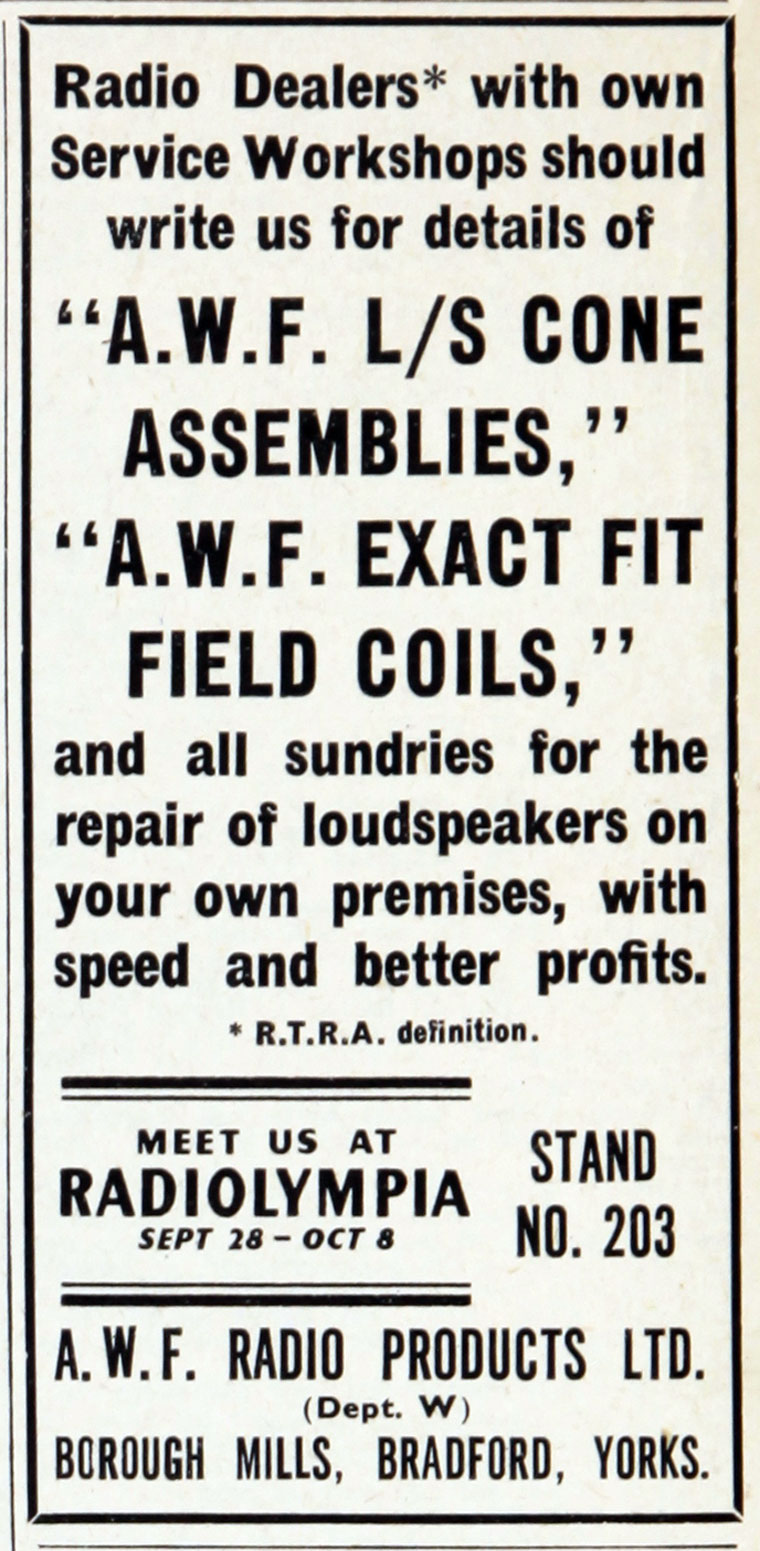 Radio Dealers* with own
Service Workshops should
write us for details of
“A.W.F. L/S CONE
ASSEMBLIES,”
“A.W.F. EXACT FIT
FIELD COILS,”
and all sundries for the
repair of loudspeakers on
your own premises, with
speed and better profits.
* R.T.R.A. definition.
MEET US AT
RADIOLYMPIA
SEPT 28 – OCT 8
STAND
NO. 203
A.W.F. RADIO PRODUCTS LTD.
(Dept. W)
BOROUGH MILLS, BRADFORD, YORKS.